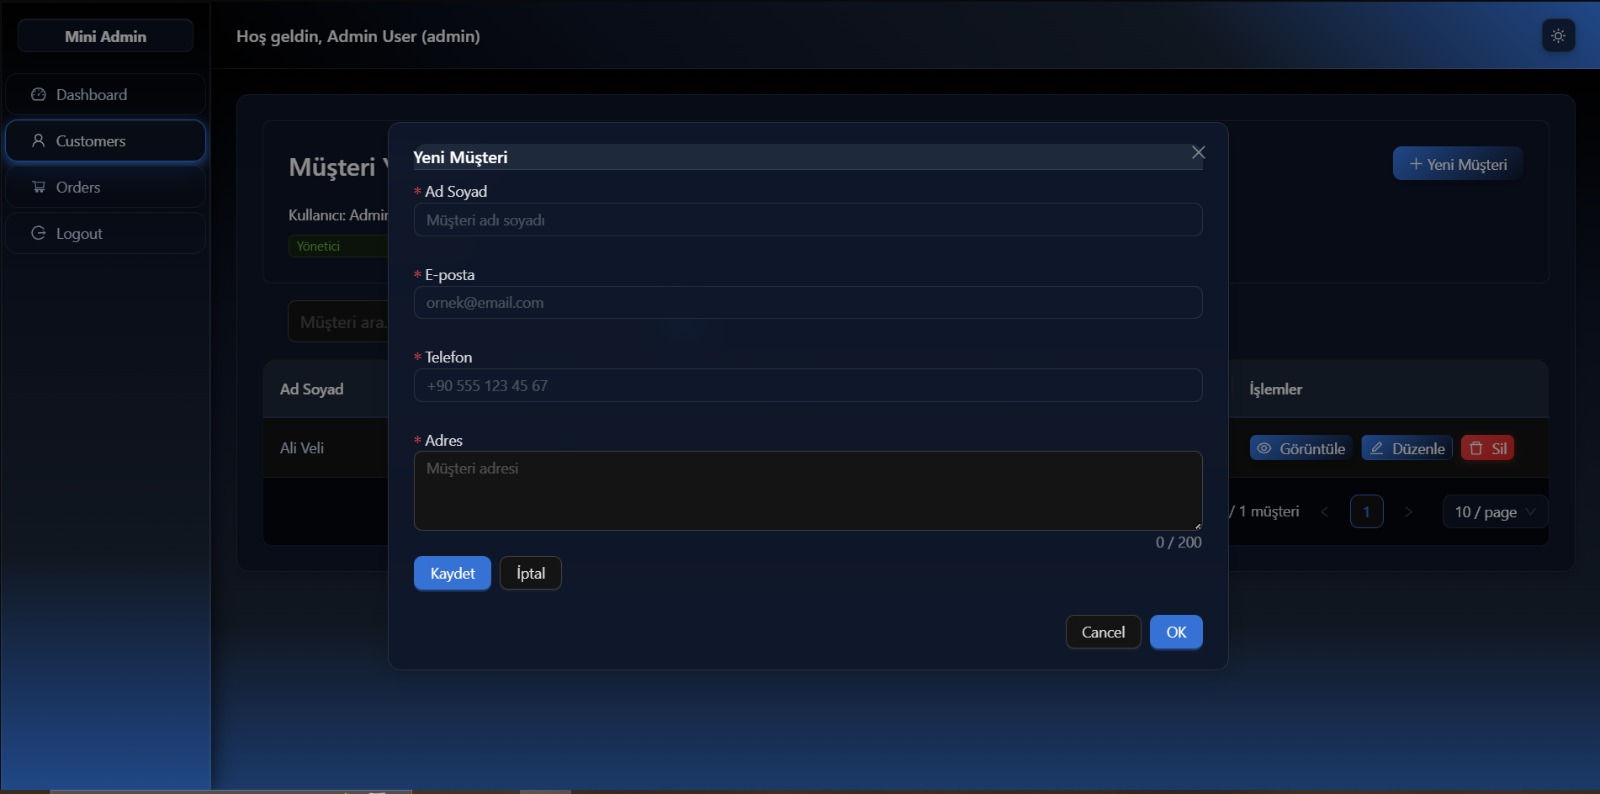 Mini Admin
Hoş geldin, Admin User (admin)
Dashboard
Customers
Orders
Logout
Müşteri
+ Yeni Müşteri
Kullanıcı: Admin
Yönetici
Müşteri ara.
Ad Soyad
İşlemler
Ali Veli
Görüntüle
Düzenle
Sil
/ 1 müşteri
1
10 / page
Yeni Müşteri
* Ad Soyad
Müşteri adı soyadı
* E-posta
ornek@email.com
* Telefon
+90 555 123 45 67
* Adres
Müşteri adresi
0 / 200
Kaydet
İptal
Cancel
OK